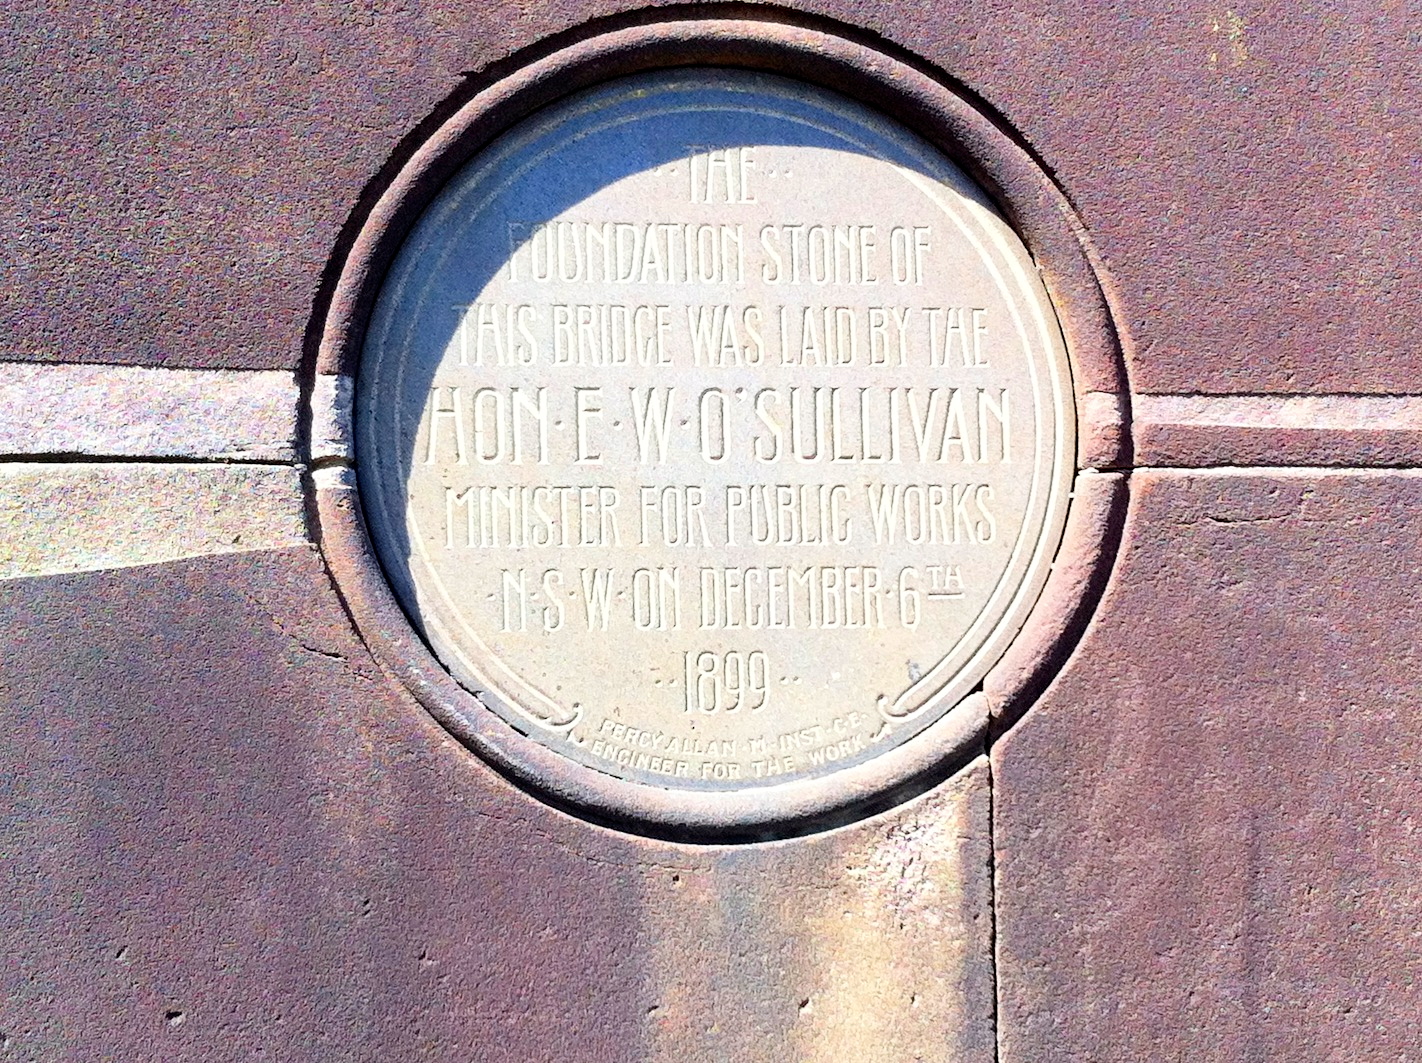 ··THE··
FOUNDATION STONE OF
THIS BRIDGE WAS LAID BY THE
HON·E·W·O'SULLIVAN
MINISTER FOR PUBLIC WORKS
·N·S·W·ON DECEMBER·6TH
··1899··
PERCY ALLAN·M·INST·C·E·
ENGINEER FOR THE WORK